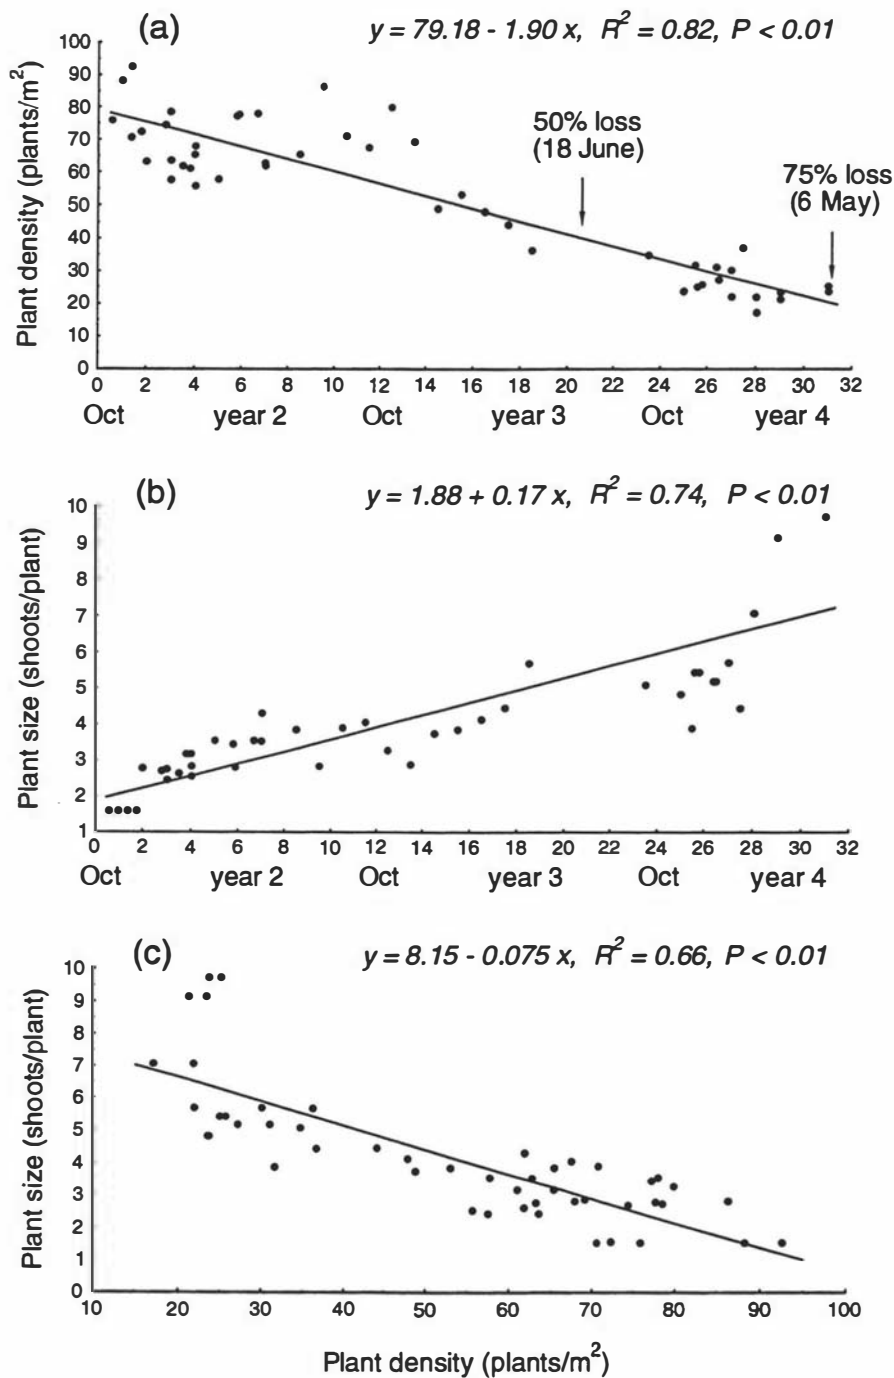 (a)
y = 79.18 - 1.90 x, R² = 0.82, P < 0.01
Plant density (plants/m²)
100
90
80
70
60
50
40
30
20
10
0
50% loss
(18 June)
75% loss
(6 May)
0 2 4 6 8 10 12 14 16 18 20 22 24 26 28 30 32
Oct year 2 Oct year 3 Oct year 4
(b)
y = 1.88 + 0.17 x, R² = 0.74, P < 0.01
Plant size (shoots/plant)
10
9
8
7
6
5
4
3
2
1
0 2 4 6 8 10 12 14 16 18 20 22 24 26 28 30 32
Oct year 2 Oct year 3 Oct year 4
(c)
y = 8.15 - 0.075 x, R² = 0.66, P < 0.01
Plant size (shoots/plant)
10
9
8
7
6
5
4
3
2
1
0
10 20 30 40 50 60 70 80 90 100
Plant density (plants/m²)